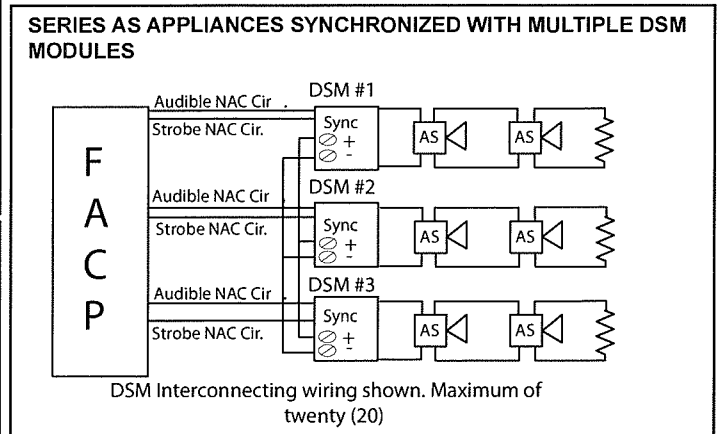 SERIES AS APPLIANCES SYNCHRONIZED WITH MULTIPLE DSM
MODULES
FACP
DSM #1
Audible NAC Cir .
Strobe NAC Cir.
Sync
+
-
AS
AS
DSM #2
Audible NAC Cir
Strobe NAC Cir.
Sync
+
-
AS
AS
DSM #3
Audible NAC Cir .
Strobe NAC Cir.
Sync
+
-
AS
AS
DSM Interconnecting wiring shown. Maximum of
twenty (20)